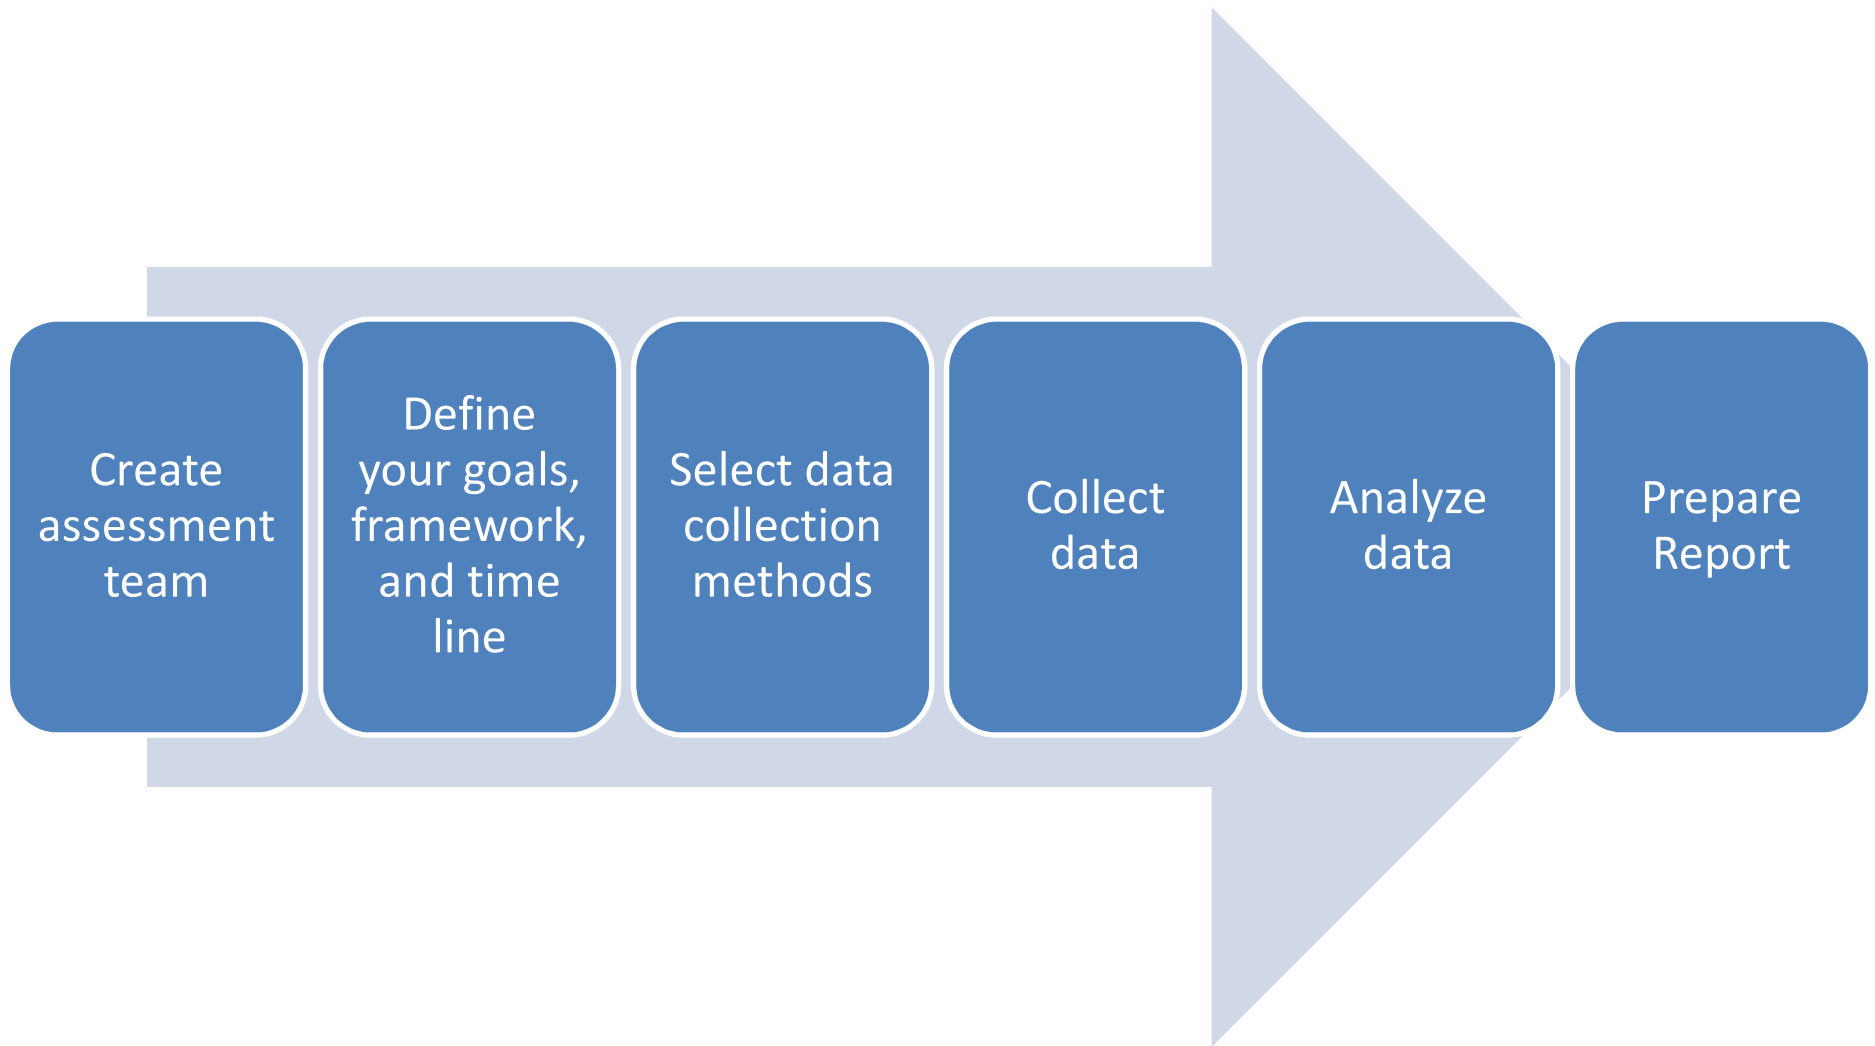 Create
assessment
team
Define
your goals,
framework,
and time
line
Select data
collection
methods
Collect
data
Analyze
data
Prepare
Report